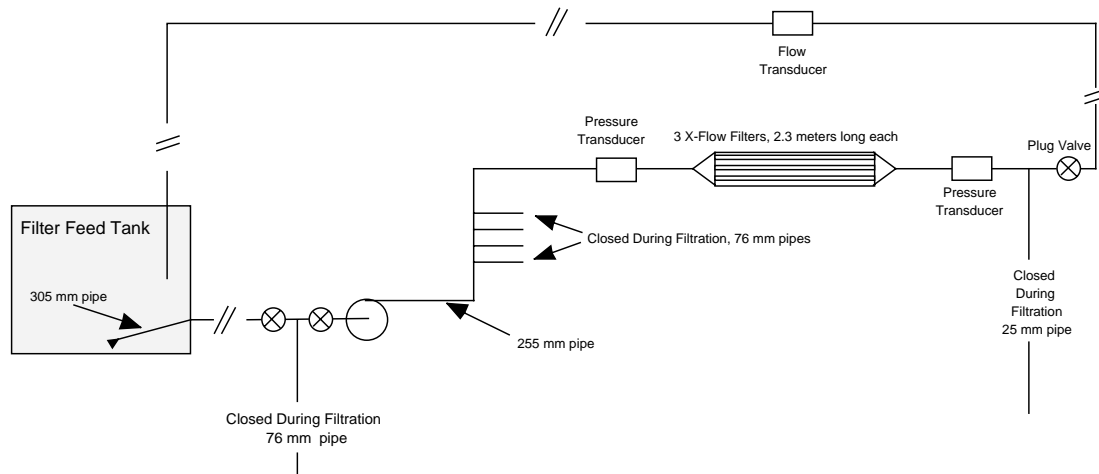 Flow
Transducer
Pressure
Transducer
3 X-Flow Filters, 2.3 meters long each
Plug Valve
Pressure
Transducer
Filter Feed Tank
Closed During Filtration, 76 mm pipes
305 mm pipe
Closed
During
Filtration
25 mm pipe
255 mm pipe
Closed During Filtration
76 mm pipe